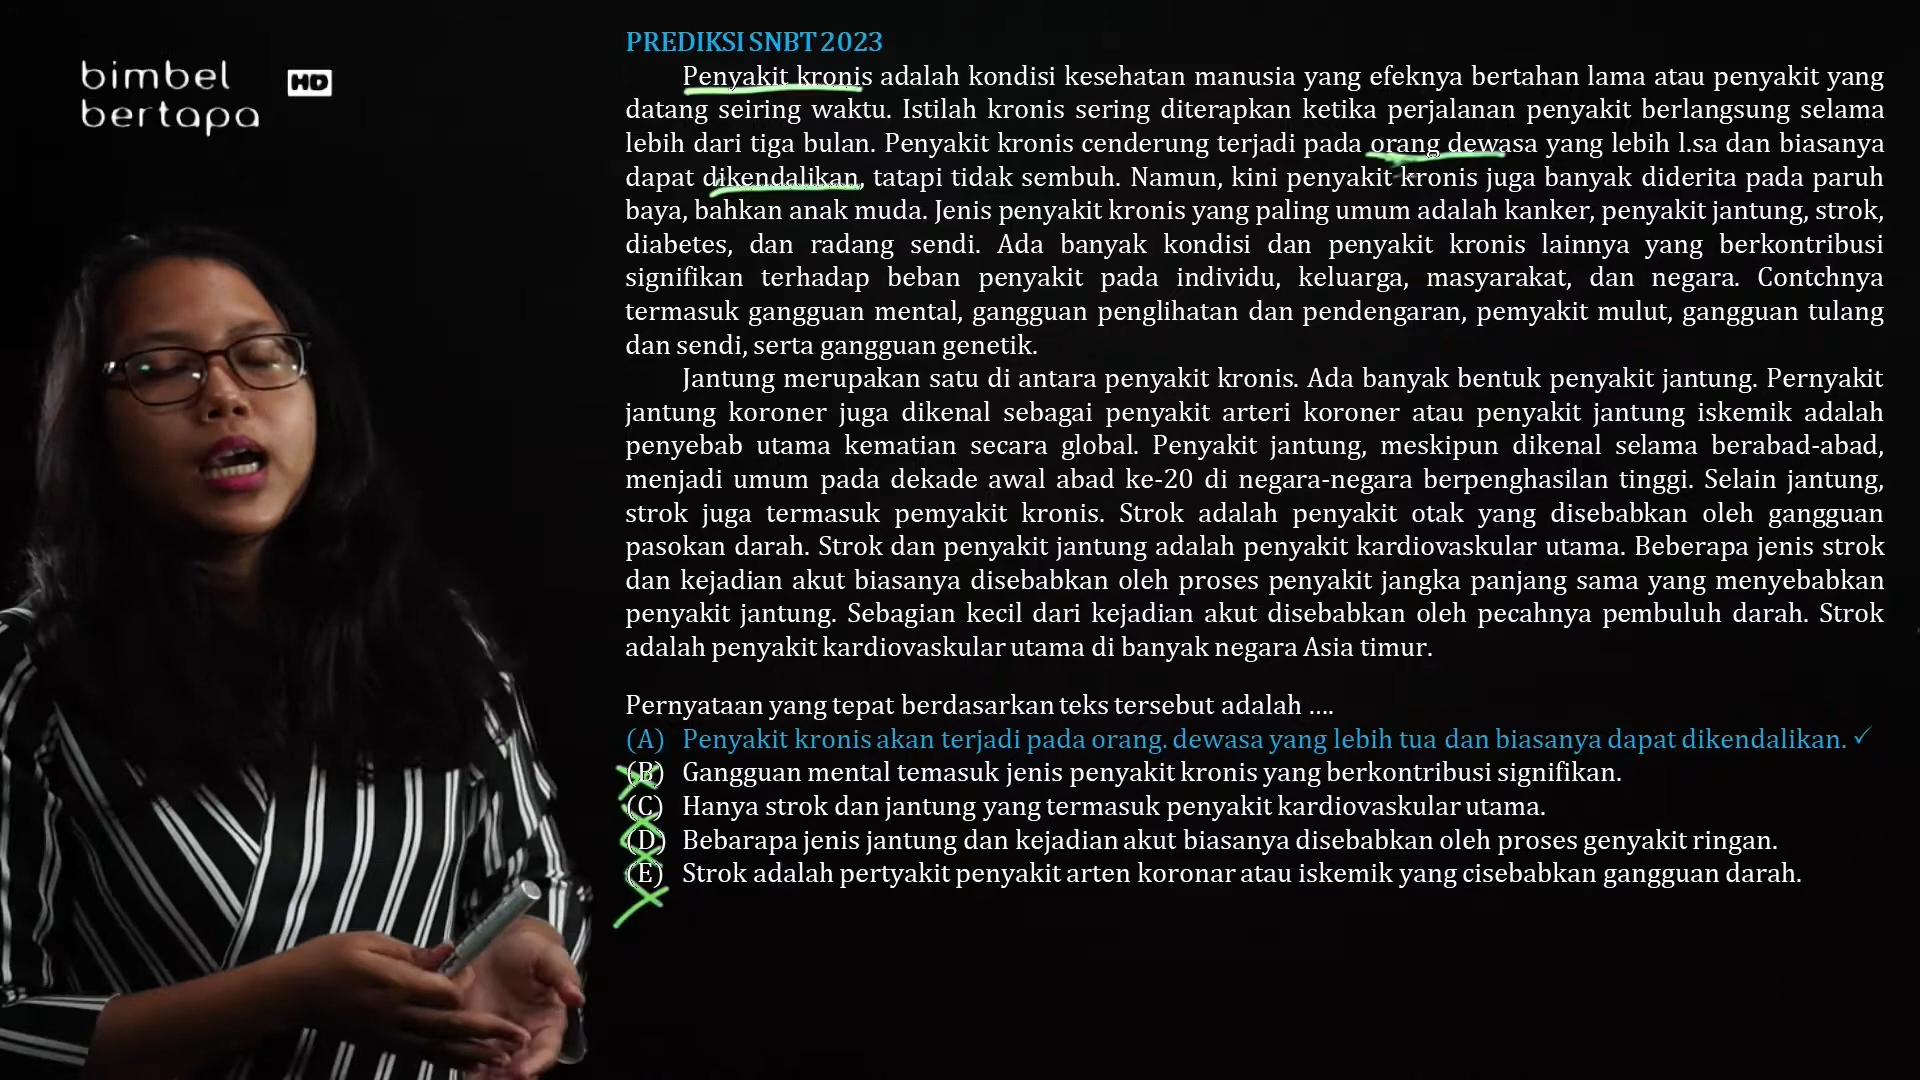 bimbel
bertapa
HD
PREDIKSI SNBT 2023
Penyakit kronis adalah kondisi kesehatan manusia yang efeknya bertahan lama atau penyakit yang
datang seiring waktu. Istilah kronis sering diterapkan ketika perjalanan penyakit berlangsung selama
lebih dari tiga bulan. Penyakit kronis cenderung terjadi pada orang dewasa yang lebih l.sa dan biasanya
dapat dikendalikan, tatapi tidak sembuh. Namun, kini penyakit kronis juga banyak diderita pada paruh
baya, bahkan anak muda. Jenis penyakit kronis yang paling umum adalah kanker, penyakit jantung, strok,
diabetes, dan radang sendi. Ada banyak kondisi dan penyakit kronis lainnya yang berkontribusi
signifikan terhadap beban penyakit pada individu, keluarga, masyarakat, dan negara. Contchnya
termasuk gangguan mental, gangguan penglihatan dan pendengaran, pemyakit mulut, gangguan tulang
dan sendi, serta gangguan genetik.
Jantung merupakan satu di antara penyakit kronis. Ada banyak bentuk penyakit jantung. Pernyakit
jantung koroner juga dikenal sebagai penyakit arteri koroner atau penyakit jantung iskemik adalah
penyebab utama kematian secara global. Penyakit jantung, meskipun dikenal selama berabad-abad,
menjadi umum pada dekade awal abad ke-20 di negara-negara berpenghasilan tinggi. Selain jantung,
strok juga termasuk pemyakit kronis. Strok adalah penyakit otak yang disebabkan oleh gangguan
pasokan darah. Strok dan penyakit jantung adalah penyakit kardiovaskular utama. Beberapa jenis strok
dan kejadian akut biasanya disebabkan oleh proses penyakit jangka panjang sama yang menyebabkan
penyakit jantung. Sebagian kecil dari kejadian akut disebabkan oleh pecahnya pembuluh darah. Strok
adalah penyakit kardiovaskular utama di banyak negara Asia timur.
Pernyataan yang tepat berdasarkan teks tersebut adalah ....
(A) Penyakit kronis akan terjadi pada orang. dewasa yang lebih tua dan biasanya dapat dikendalikan. ✓
(B) Gangguan mental temasuk jenis penyakit kronis yang berkontribusi signifikan.
(C) Hanya strok dan jantung yang termasuk penyakit kardiovaskular utama.
(D) Bebarapa jenis jantung dan kejadian akut biasanya disebabkan oleh proses genyakit ringan.
(E) Strok adalah pertyakit penyakit arten koronar atau iskemik yang cisebabkan gangguan darah.